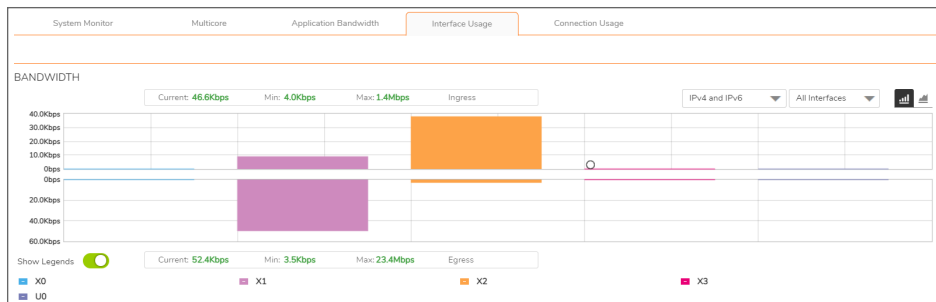 System Monitor Multicore Application Bandwidth Interface Usage Connection Usage
BANDWIDTH
Current: 46.6Kbps Min: 4.0Kbps Max: 1.4Mbps Ingress IPv4 and IPv6 All Interfaces
40.0Kbps
30.0Kbps
20.0Kbps
10.0Kbps
0bps
0bps
20.0Kbps
40.0Kbps
60.0Kbps
Show Legends Current: 52.4Kbps Min: 3.5Kbps Max: 23.4Mbps Egress
X0 X1 X2 X3
U0